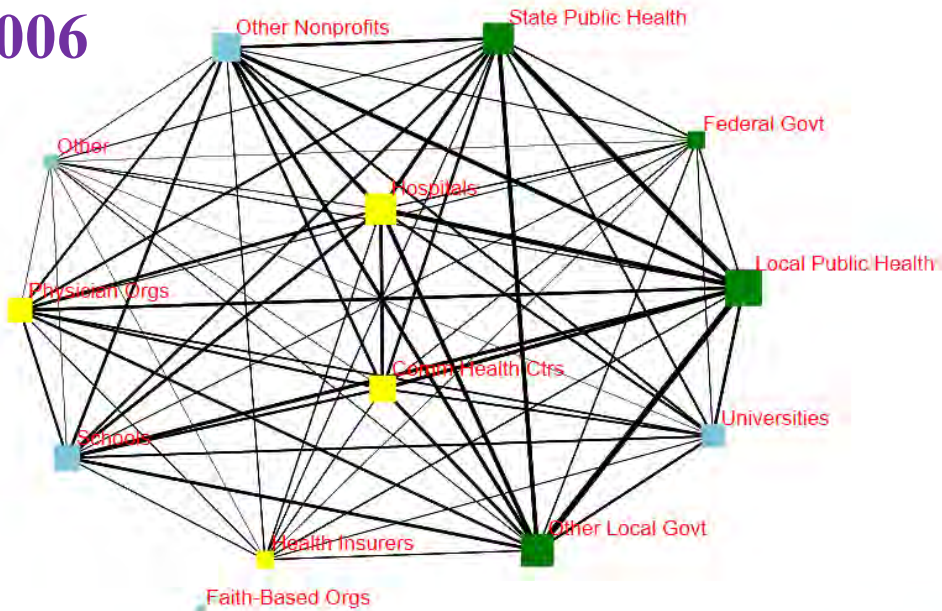 006
Other Nonprofits
State Public Health
Federal Govt
Other
Hospitals
Local Public Health
Physician Orgs
Comm Health Ctrs
Universities
Schools
Other Local Govt
Health Insurers
Faith-Based Orgs